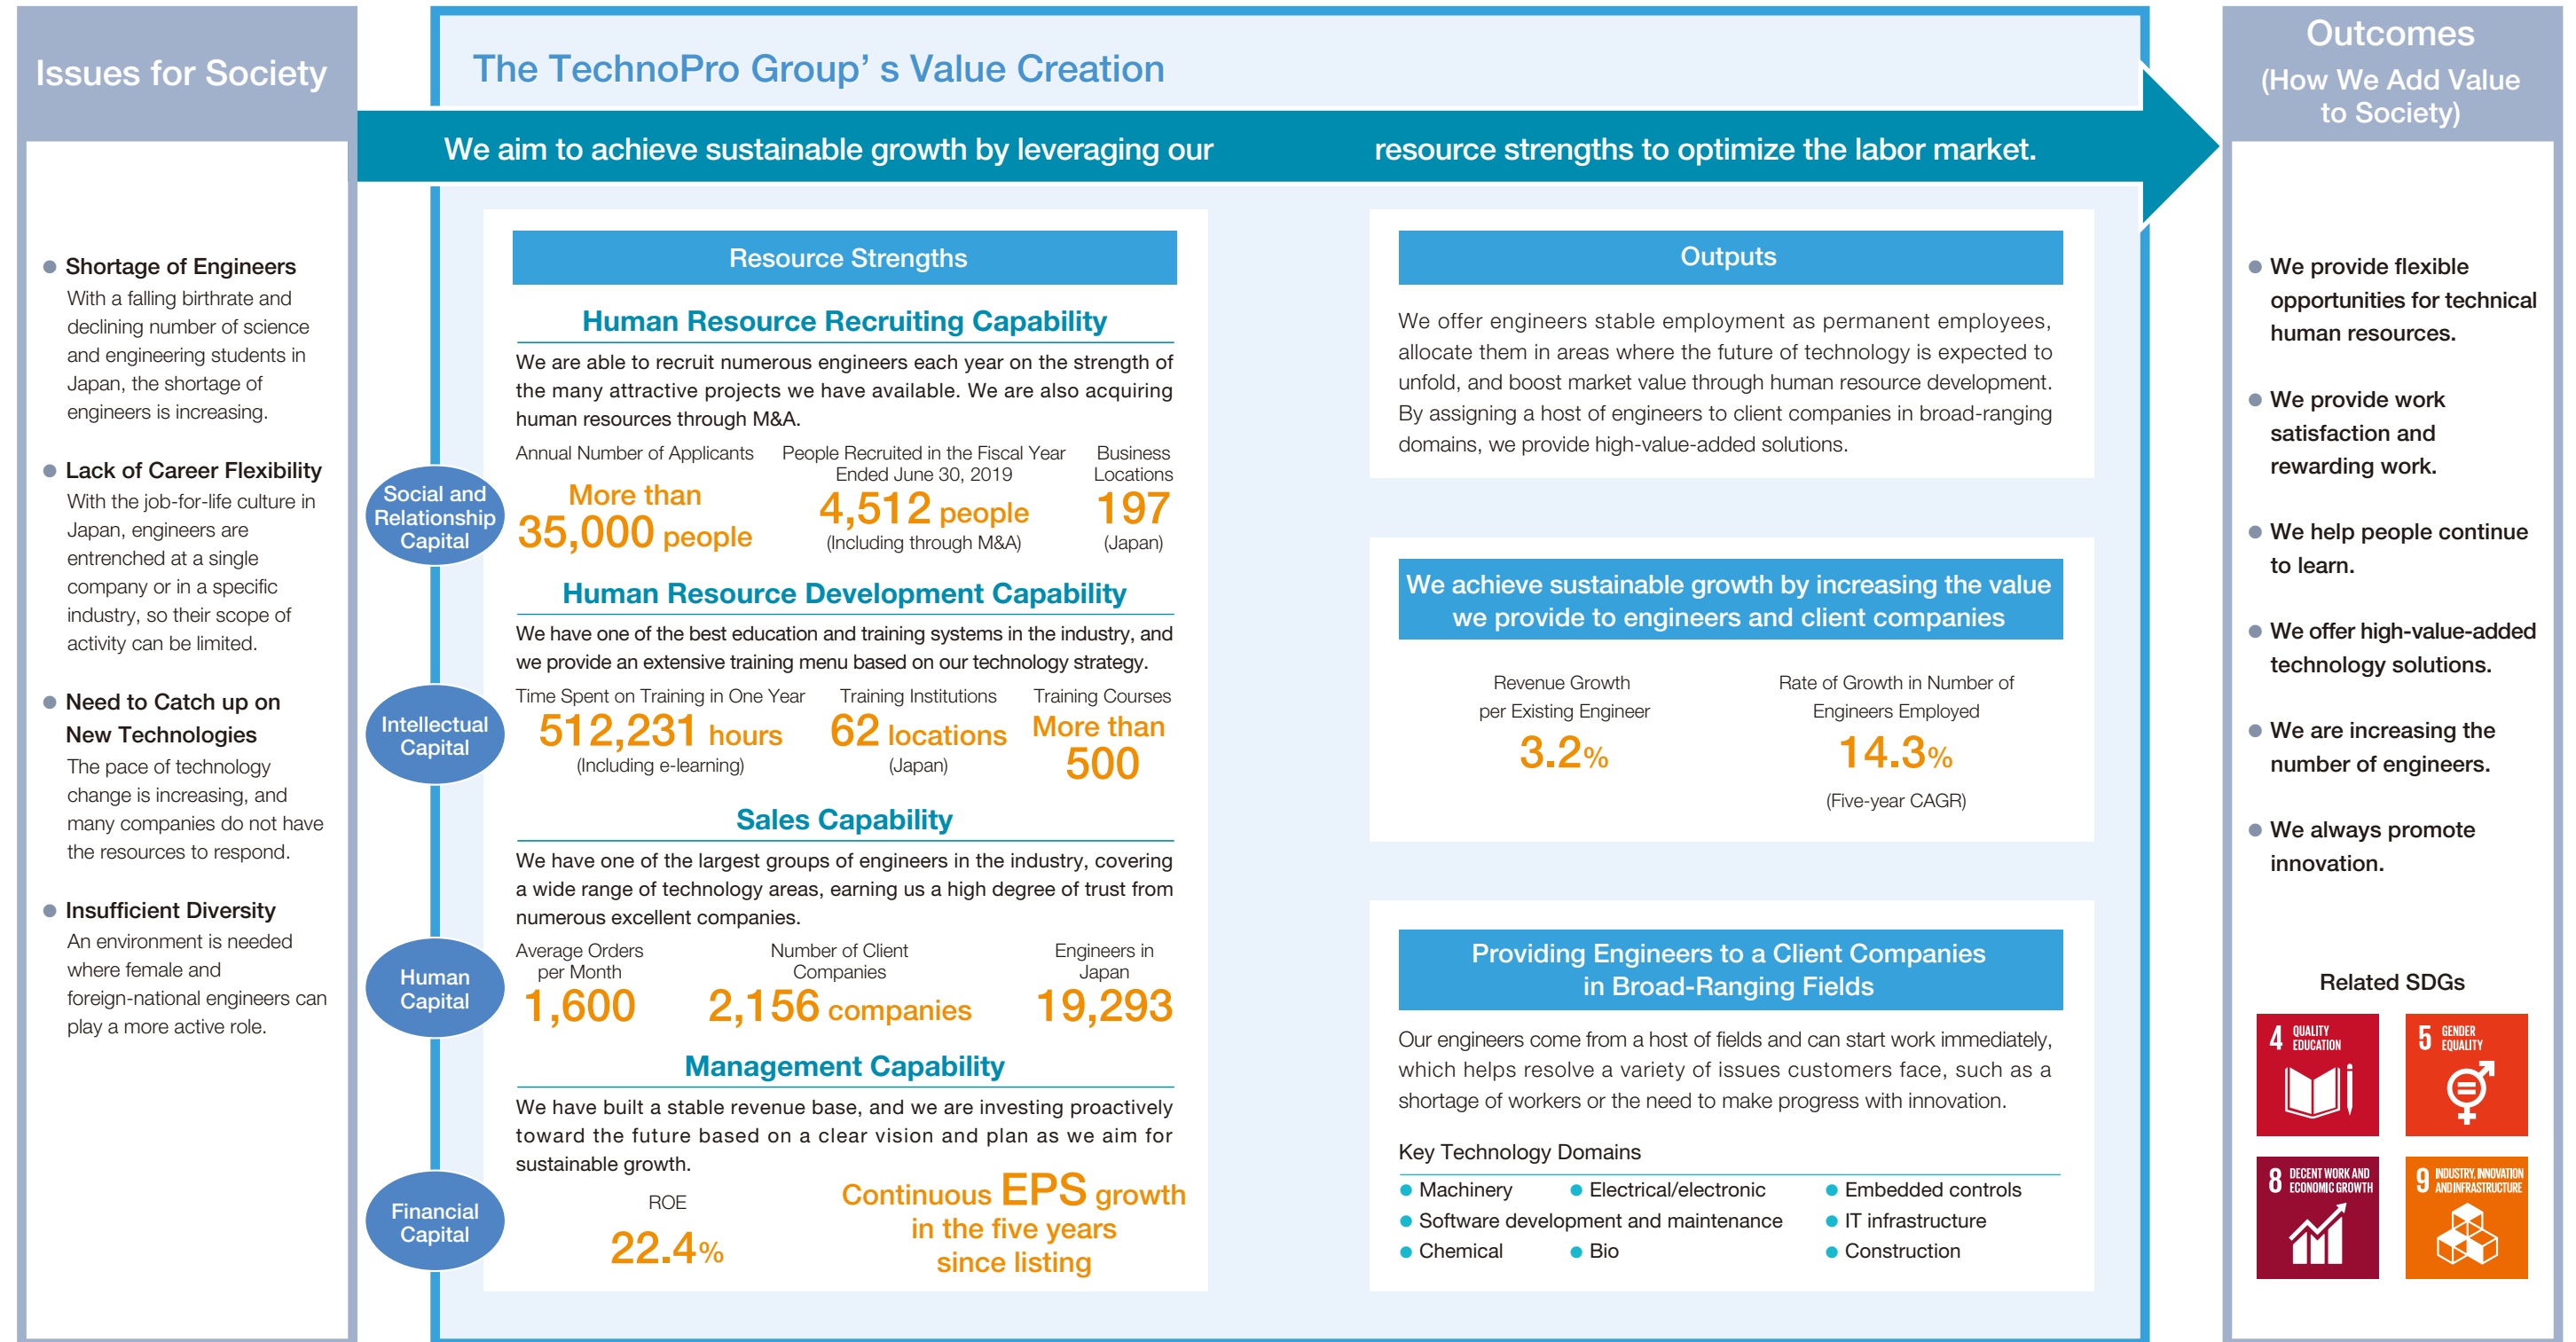 Issues for Society
● Shortage of Engineers
With a falling birthrate and
declining number of science
and engineering students in
Japan, the shortage of
engineers is increasing.
● Lack of Career Flexibility
With the job-for-life culture in
Japan, engineers are
entrenched at a single
company or in a specific
industry, so their scope of
activity can be limited.
● Need to Catch up on
New Technologies
The pace of technology
change is increasing, and
many companies do not have
the resources to respond.
● Insufficient Diversity
An environment is needed
where female and
foreign-national engineers can
play a more active role.
The TechnoPro Group' s Value Creation
We aim to achieve sustainable growth by leveraging our resource strengths to optimize the labor market.
Resource Strengths
Human Resource Recruiting Capability
We are able to recruit numerous engineers each year on the strength of
the many attractive projects we have available. We are also acquiring
human resources through M&A.
Social and
Relationship
Capital
Annual Number of Applicants
More than
35,000 people
People Recruited in the Fiscal Year
Ended June 30, 2019
4,512 people
(Including through M&A)
Business
Locations
197
(Japan)
Human Resource Development Capability
We have one of the best education and training systems in the industry, and
we provide an extensive training menu based on our technology strategy.
Intellectual
Capital
Time Spent on Training in One Year
512,231 hours
(Including e-learning)
Training Institutions
62 locations
(Japan)
Training Courses
More than
500
Sales Capability
We have one of the largest groups of engineers in the industry, covering
a wide range of technology areas, earning us a high degree of trust from
numerous excellent companies.
Human
Capital
Average Orders
per Month
1,600
Number of Client
Companies
2,156 companies
Engineers in
Japan
19,293
Management Capability
We have built a stable revenue base, and we are investing proactively
toward the future based on a clear vision and plan as we aim for
sustainable growth.
Financial
Capital
ROE
22.4%
Continuous EPS growth
in the five years
since listing
Outputs
We offer engineers stable employment as permanent employees,
allocate them in areas where the future of technology is expected to
unfold, and boost market value through human resource development.
By assigning a host of engineers to client companies in broad-ranging
domains, we provide high-value-added solutions.
We achieve sustainable growth by increasing the value
we provide to engineers and client companies
Revenue Growth
per Existing Engineer
3.2%
Rate of Growth in Number of
Engineers Employed
14.3%
(Five-year CAGR)
Providing Engineers to a Client Companies
in Broad-Ranging Fields
Our engineers come from a host of fields and can start work immediately,
which helps resolve a variety of issues customers face, such as a
shortage of workers or the need to make progress with innovation.
Key Technology Domains
● Machinery ● Electrical/electronic ● Embedded controls
● Software development and maintenance ● IT infrastructure
● Chemical ● Bio ● Construction
Outcomes
(How We Add Value
to Society)
● We provide flexible
opportunities for technical
human resources.
● We provide work
satisfaction and
rewarding work.
● We help people continue
to learn.
● We offer high-value-added
technology solutions.
● We are increasing the
number of engineers.
● We always promote
innovation.
Related SDGs
4 QUALITY
EDUCATION
5 GENDER
EQUALITY
8 DECENT WORK AND
ECONOMIC GROWTH
9 INDUSTRY, INNOVATION
AND INFRASTRUCTURE